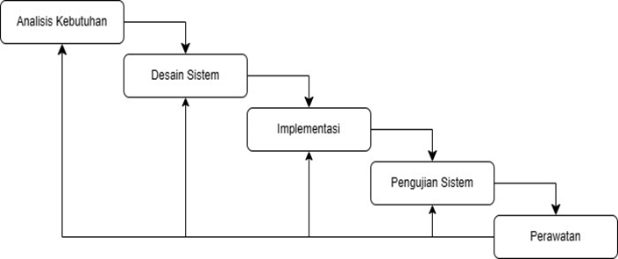 Analisis Kebutuhan
Desain Sistem
Implementasi
Pengujian Sistem
Perawatan